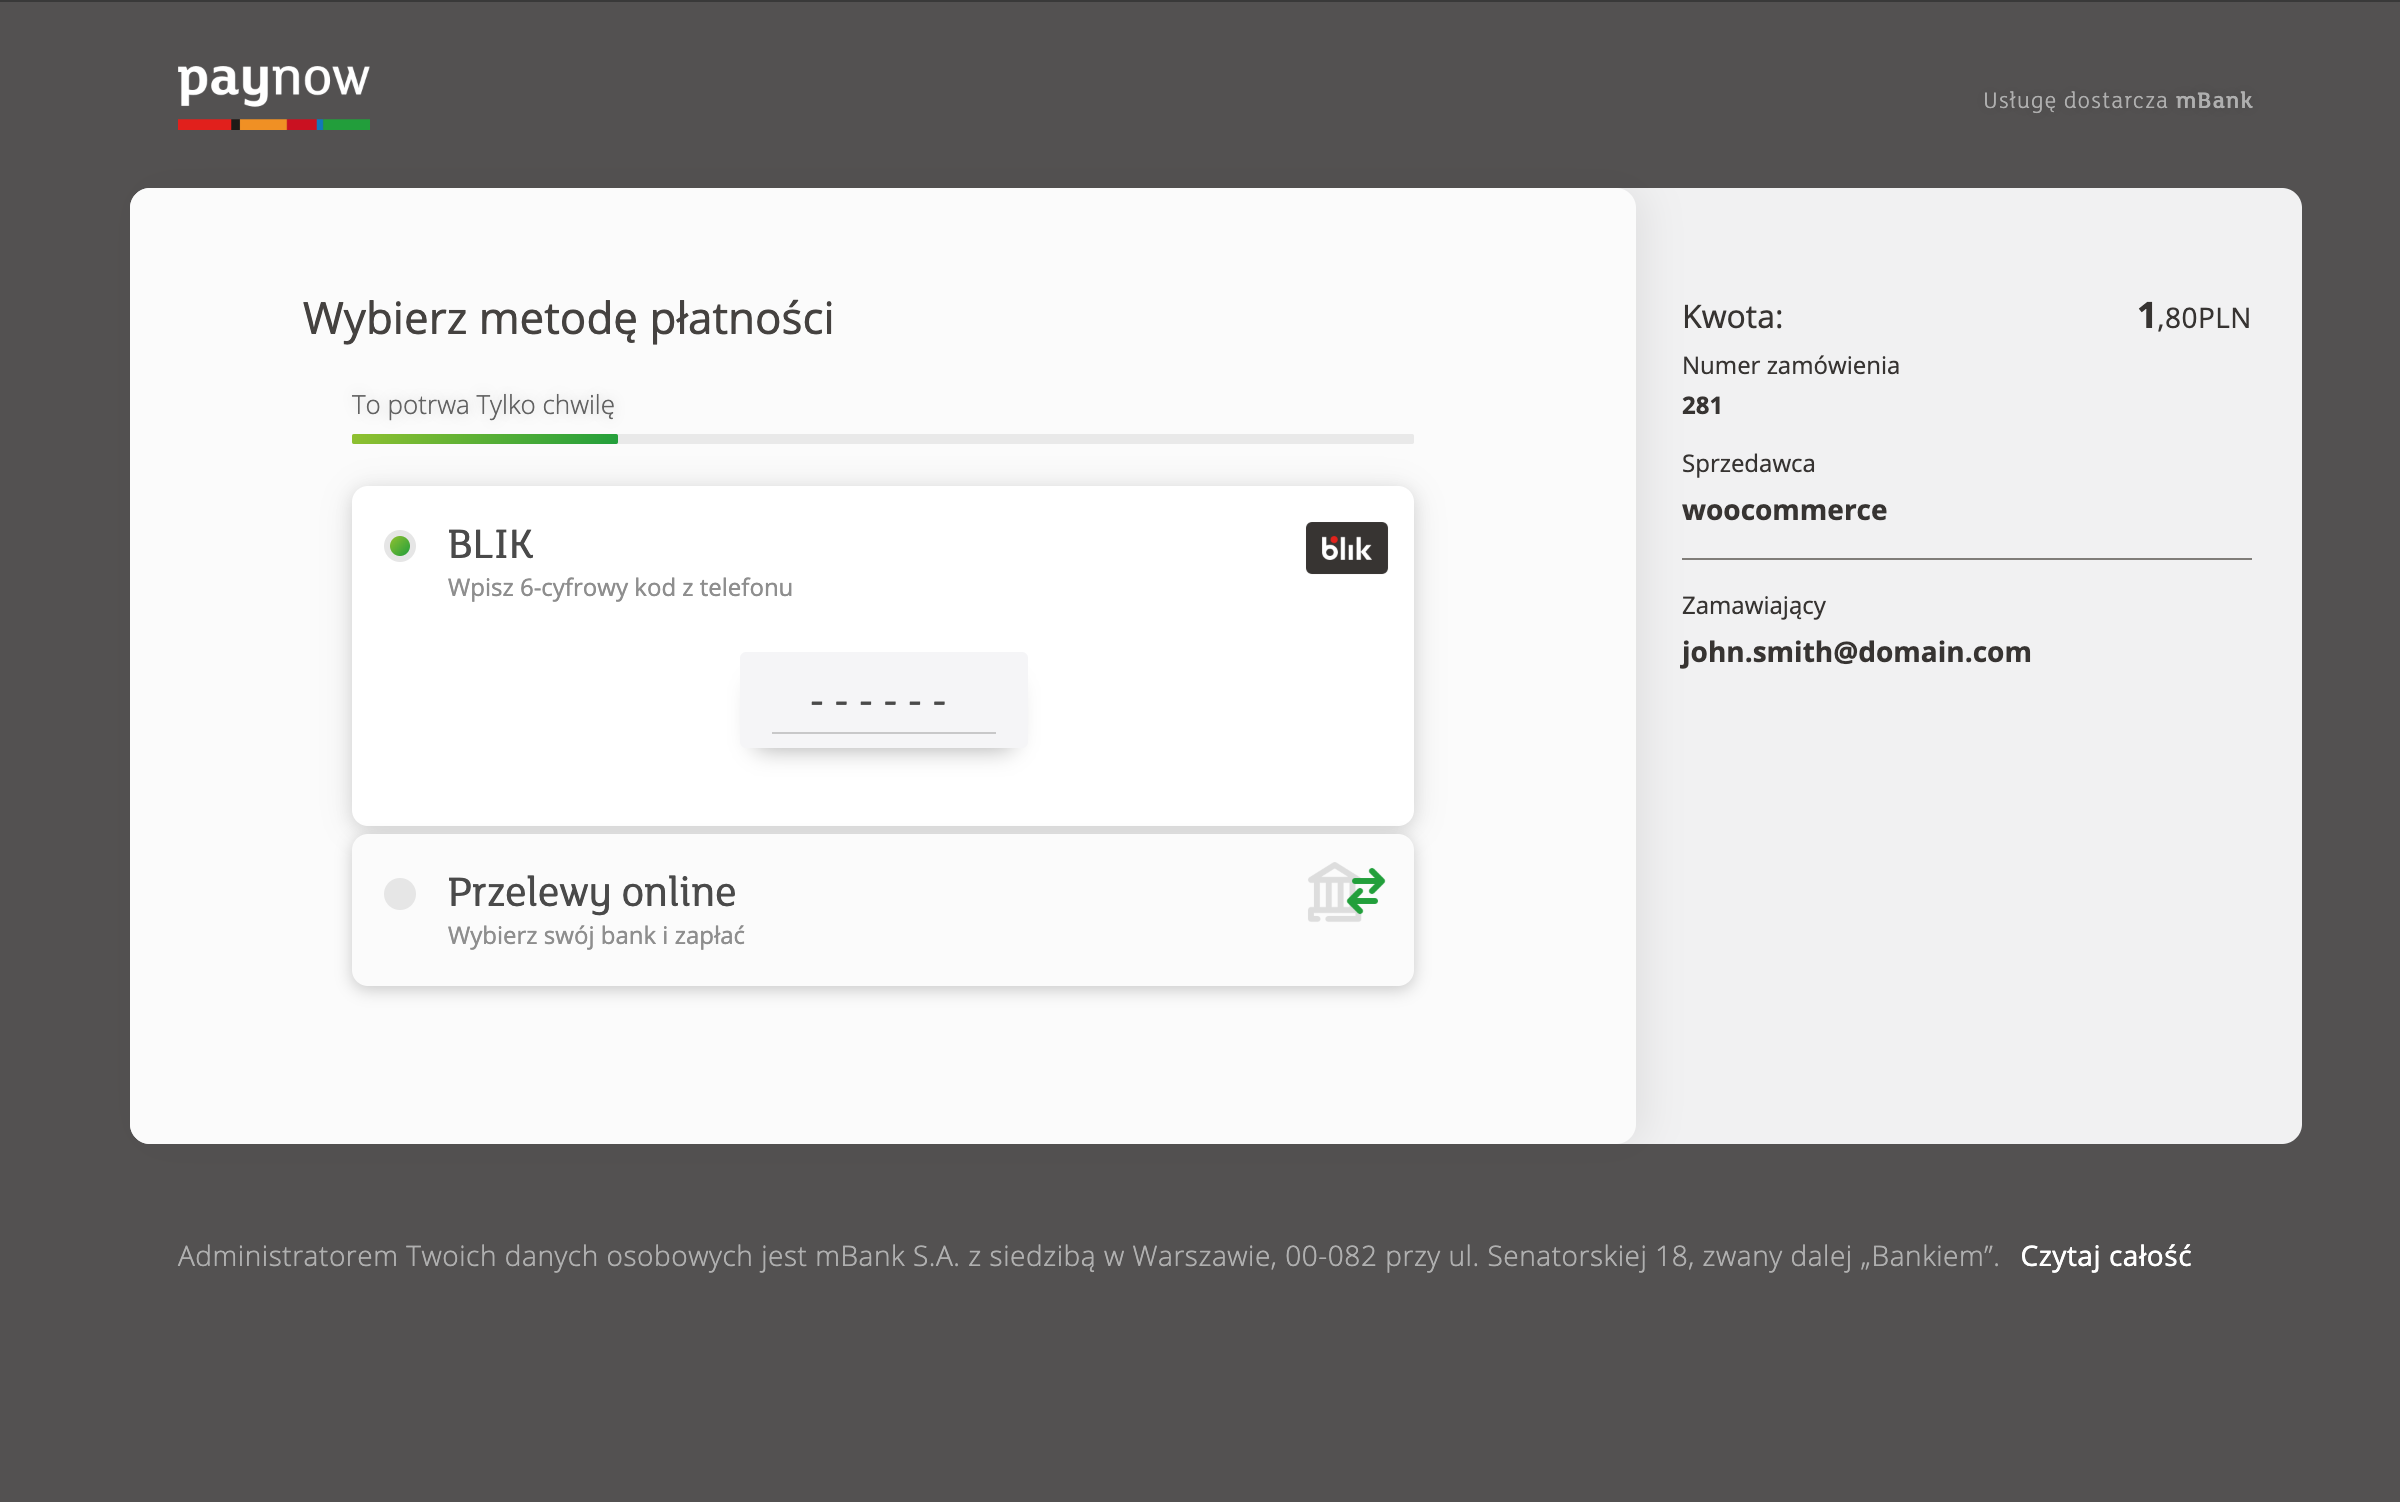 paynow
Usługę dostarcza mBank
Wybierz metodę płatności
To potrwa Tylko chwilę
BLIK
blik
Wpisz 6-cyfrowy kod z telefonu
- - - - - -
Przelewy online
Wybierz swój bank i zapłać
Kwota: 1,80PLN
Numer zamówienia
281
Sprzedawca
woocommerce
Zamawiający
john.smith@domain.com
Administratorem Twoich danych osobowych jest mBank S.A. z siedzibą w Warszawie, 00-082 przy ul. Senatorskiej 18, zwany dalej „Bankiem”. Czytaj całość